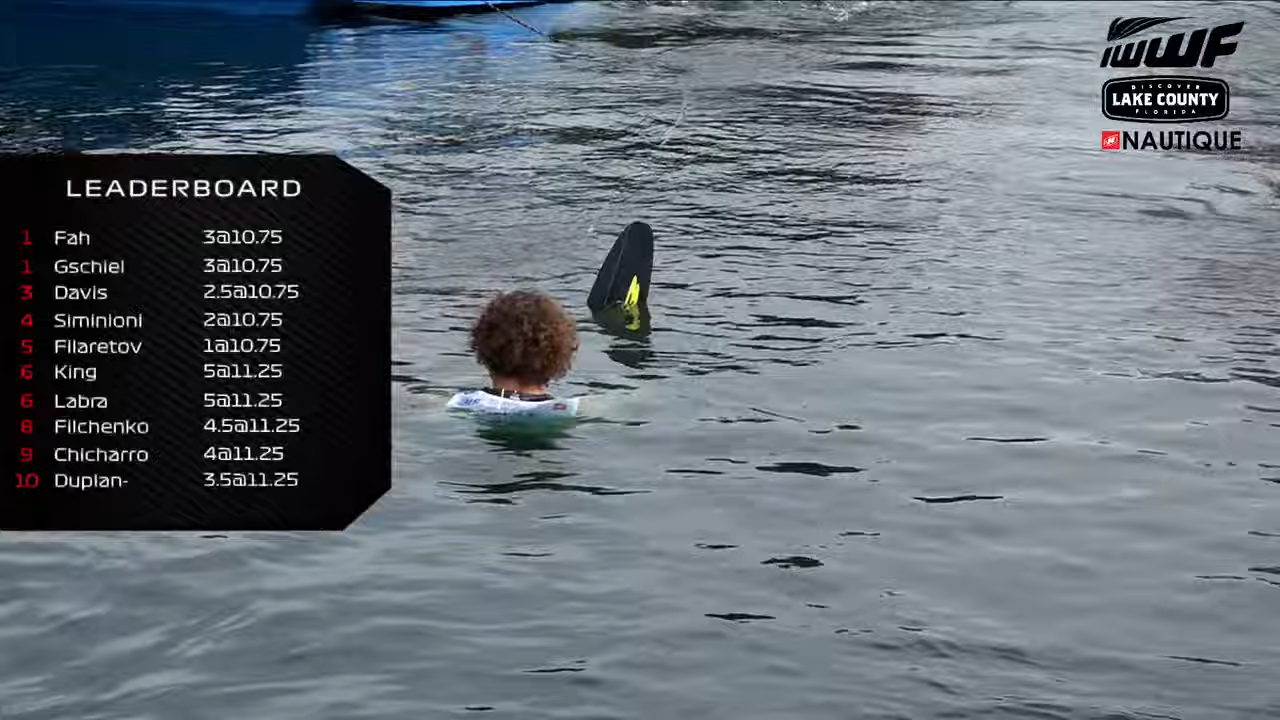 IWWF
DISCOVER
LAKE COUNTY
FLORIDA
NAUTIQUE
LEADERBOARD
1 Fah 3@10.75
1 Gschiel 3@10.75
3 Davis 2.5@10.75
4 Siminioni 2@10.75
5 Filaretov 1@10.75
6 King 5@11.25
6 Labra 5@11.25
8 Filchenko 4.5@11.25
9 Chicharro 4@11.25
10 Duplan- 3.5@11.25